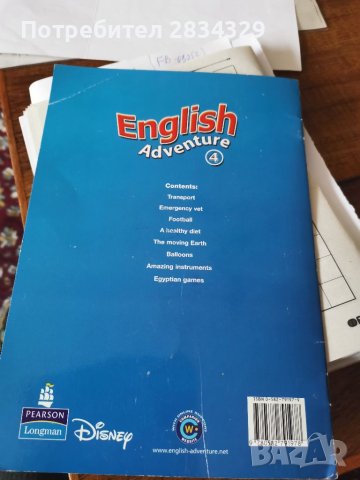 Потребител 2834329
English
Adventure 4
Contents:
Transport
Emergency vet
Football
A healthy diet
The moving Earth
Balloons
Amazing instruments
Egyptian games
PEARSON
Longman
Disney
W
www.english-adventure.net
BAZAR